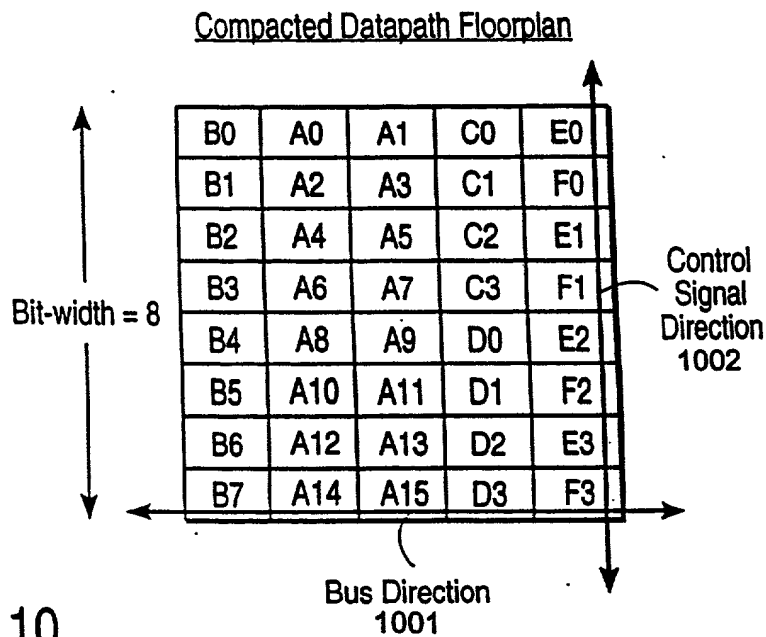 Compacted Datapath Floorplan
B0 A0 A1 C0 E0
B1 A2 A3 C1 F0
B2 A4 A5 C2 E1
B3 A6 A7 C3 F1
B4 A8 A9 D0 E2
B5 A10 A11 D1 F2
B6 A12 A13 D2 E3
B7 A14 A15 D3 F3
Bit-width = 8
Control
Signal
Direction
1002
Bus Direction
1001
10